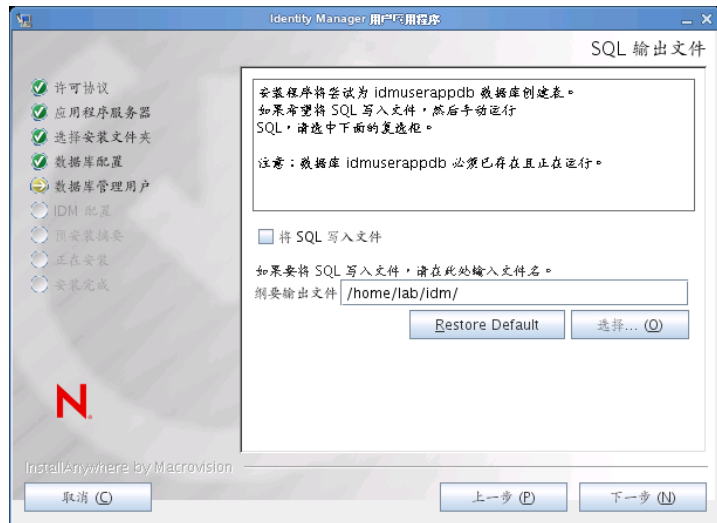 Identity Manager 用户应用程序
SQL 输出文件
许可协议
应用程序服务器
选择安装文件夹
数据库配置
数据库管理用户
IDM 配置
预安装摘要
正在安装
安装完成
安装程序将尝试为 idmuserappdb 数据库创建表。
如果希望将 SQL 写入文件，然后手动运行
SQL，请选中下面的复选框。
注意：数据库 idmuserappdb 必须已存在且正在运行。
将 SQL 写入文件
如果要将 SQL 写入文件，请在此处输入文件名。
纲要输出文件 /home/lab/idm/
Restore Default
选择... (O)
N
InstallAnywhere by Macrovision
取消 (C)
上一步 (P)
下一步 (N)